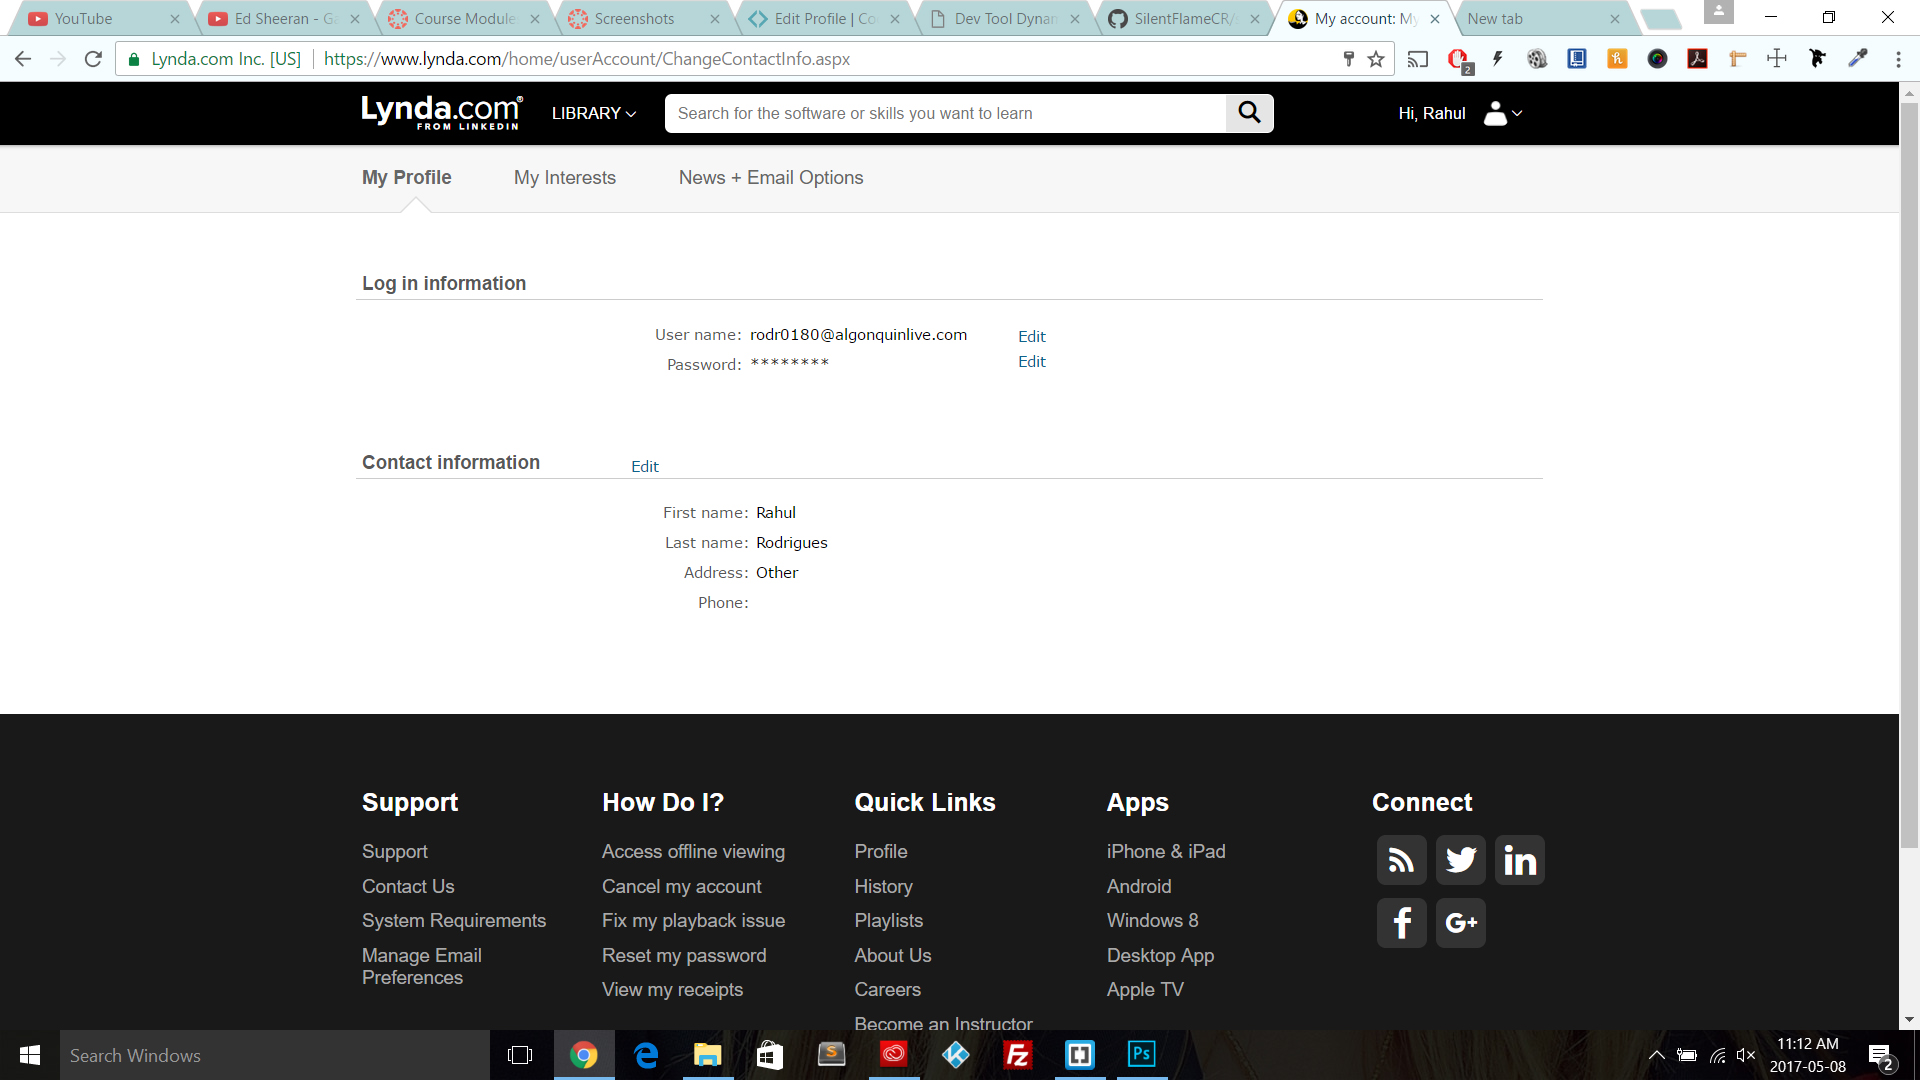 YouTube
Ed Sheeran - Ga
Course Module
Screenshots
Edit Profile | Co
Dev Tool Dynam
SilentFlameCR/
My account: My
New tab
Lynda.com Inc. [US]
https://www.lynda.com/home/userAccount/ChangeContactInfo.aspx
2
Lynda.com
FROM LINKEDIN
LIBRARY
Search for the software or skills you want to learn
Hi, Rahul
My Profile
My Interests
News + Email Options
Log in information
User name: rodr0180@algonquinlive.com Edit
Password: ******** Edit
Contact information Edit
First name: Rahul
Last name: Rodrigues
Address: Other
Phone:
Support
Support
Contact Us
System Requirements
Manage Email
Preferences
How Do I?
Access offline viewing
Cancel my account
Fix my playback issue
Reset my password
View my receipts
Quick Links
Profile
History
Playlists
About Us
Careers
Become an Instructor
Apps
iPhone & iPad
Android
Windows 8
Desktop App
Apple TV
Connect
in
f
G+
Search Windows
S
Fz
Ps
11:12 AM
2017-05-08
2